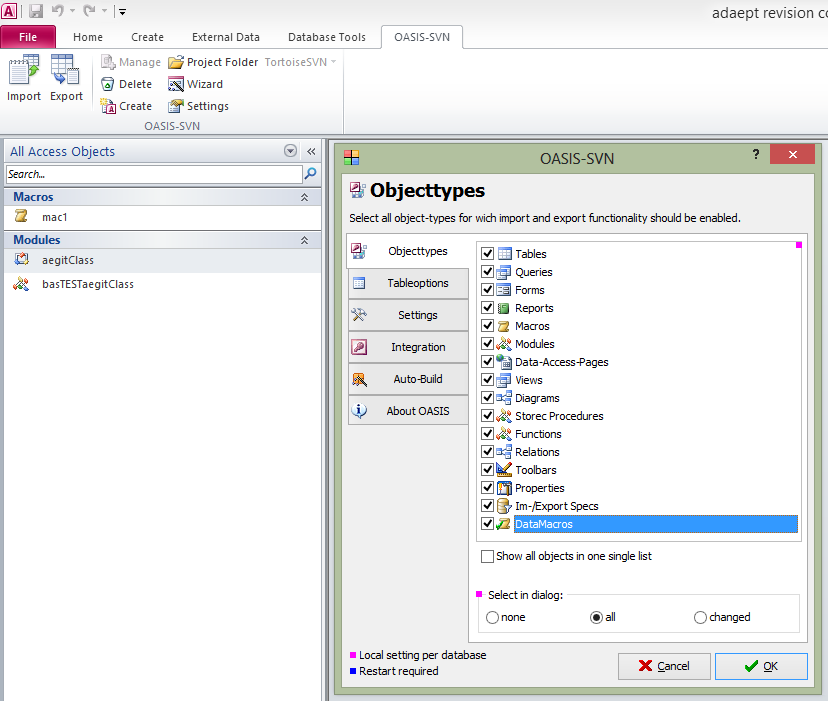 adaept revision co
File Home Create External Data Database Tools OASIS-SVN
Manage Project Folder TortoiseSVN
Delete Wizard
Import Export Create Settings
OASIS-SVN
All Access Objects
Search...
Macros
mac1
Modules
aegitClass
basTESTaegitClass
OASIS-SVN
Objecttypes
Select all object-types for wich import and export functionality should be enabled.
Objecttypes
Tableoptions
Settings
Integration
Auto-Build
About OASIS
Tables
Queries
Forms
Reports
Macros
Modules
Data-Access-Pages
Views
Diagrams
Storec Procedures
Functions
Relations
Toolbars
Properties
Im-/Export Specs
DataMacros
Show all objects in one single list
Select in dialog:
none all changed
Local setting per database
Restart required
Cancel OK